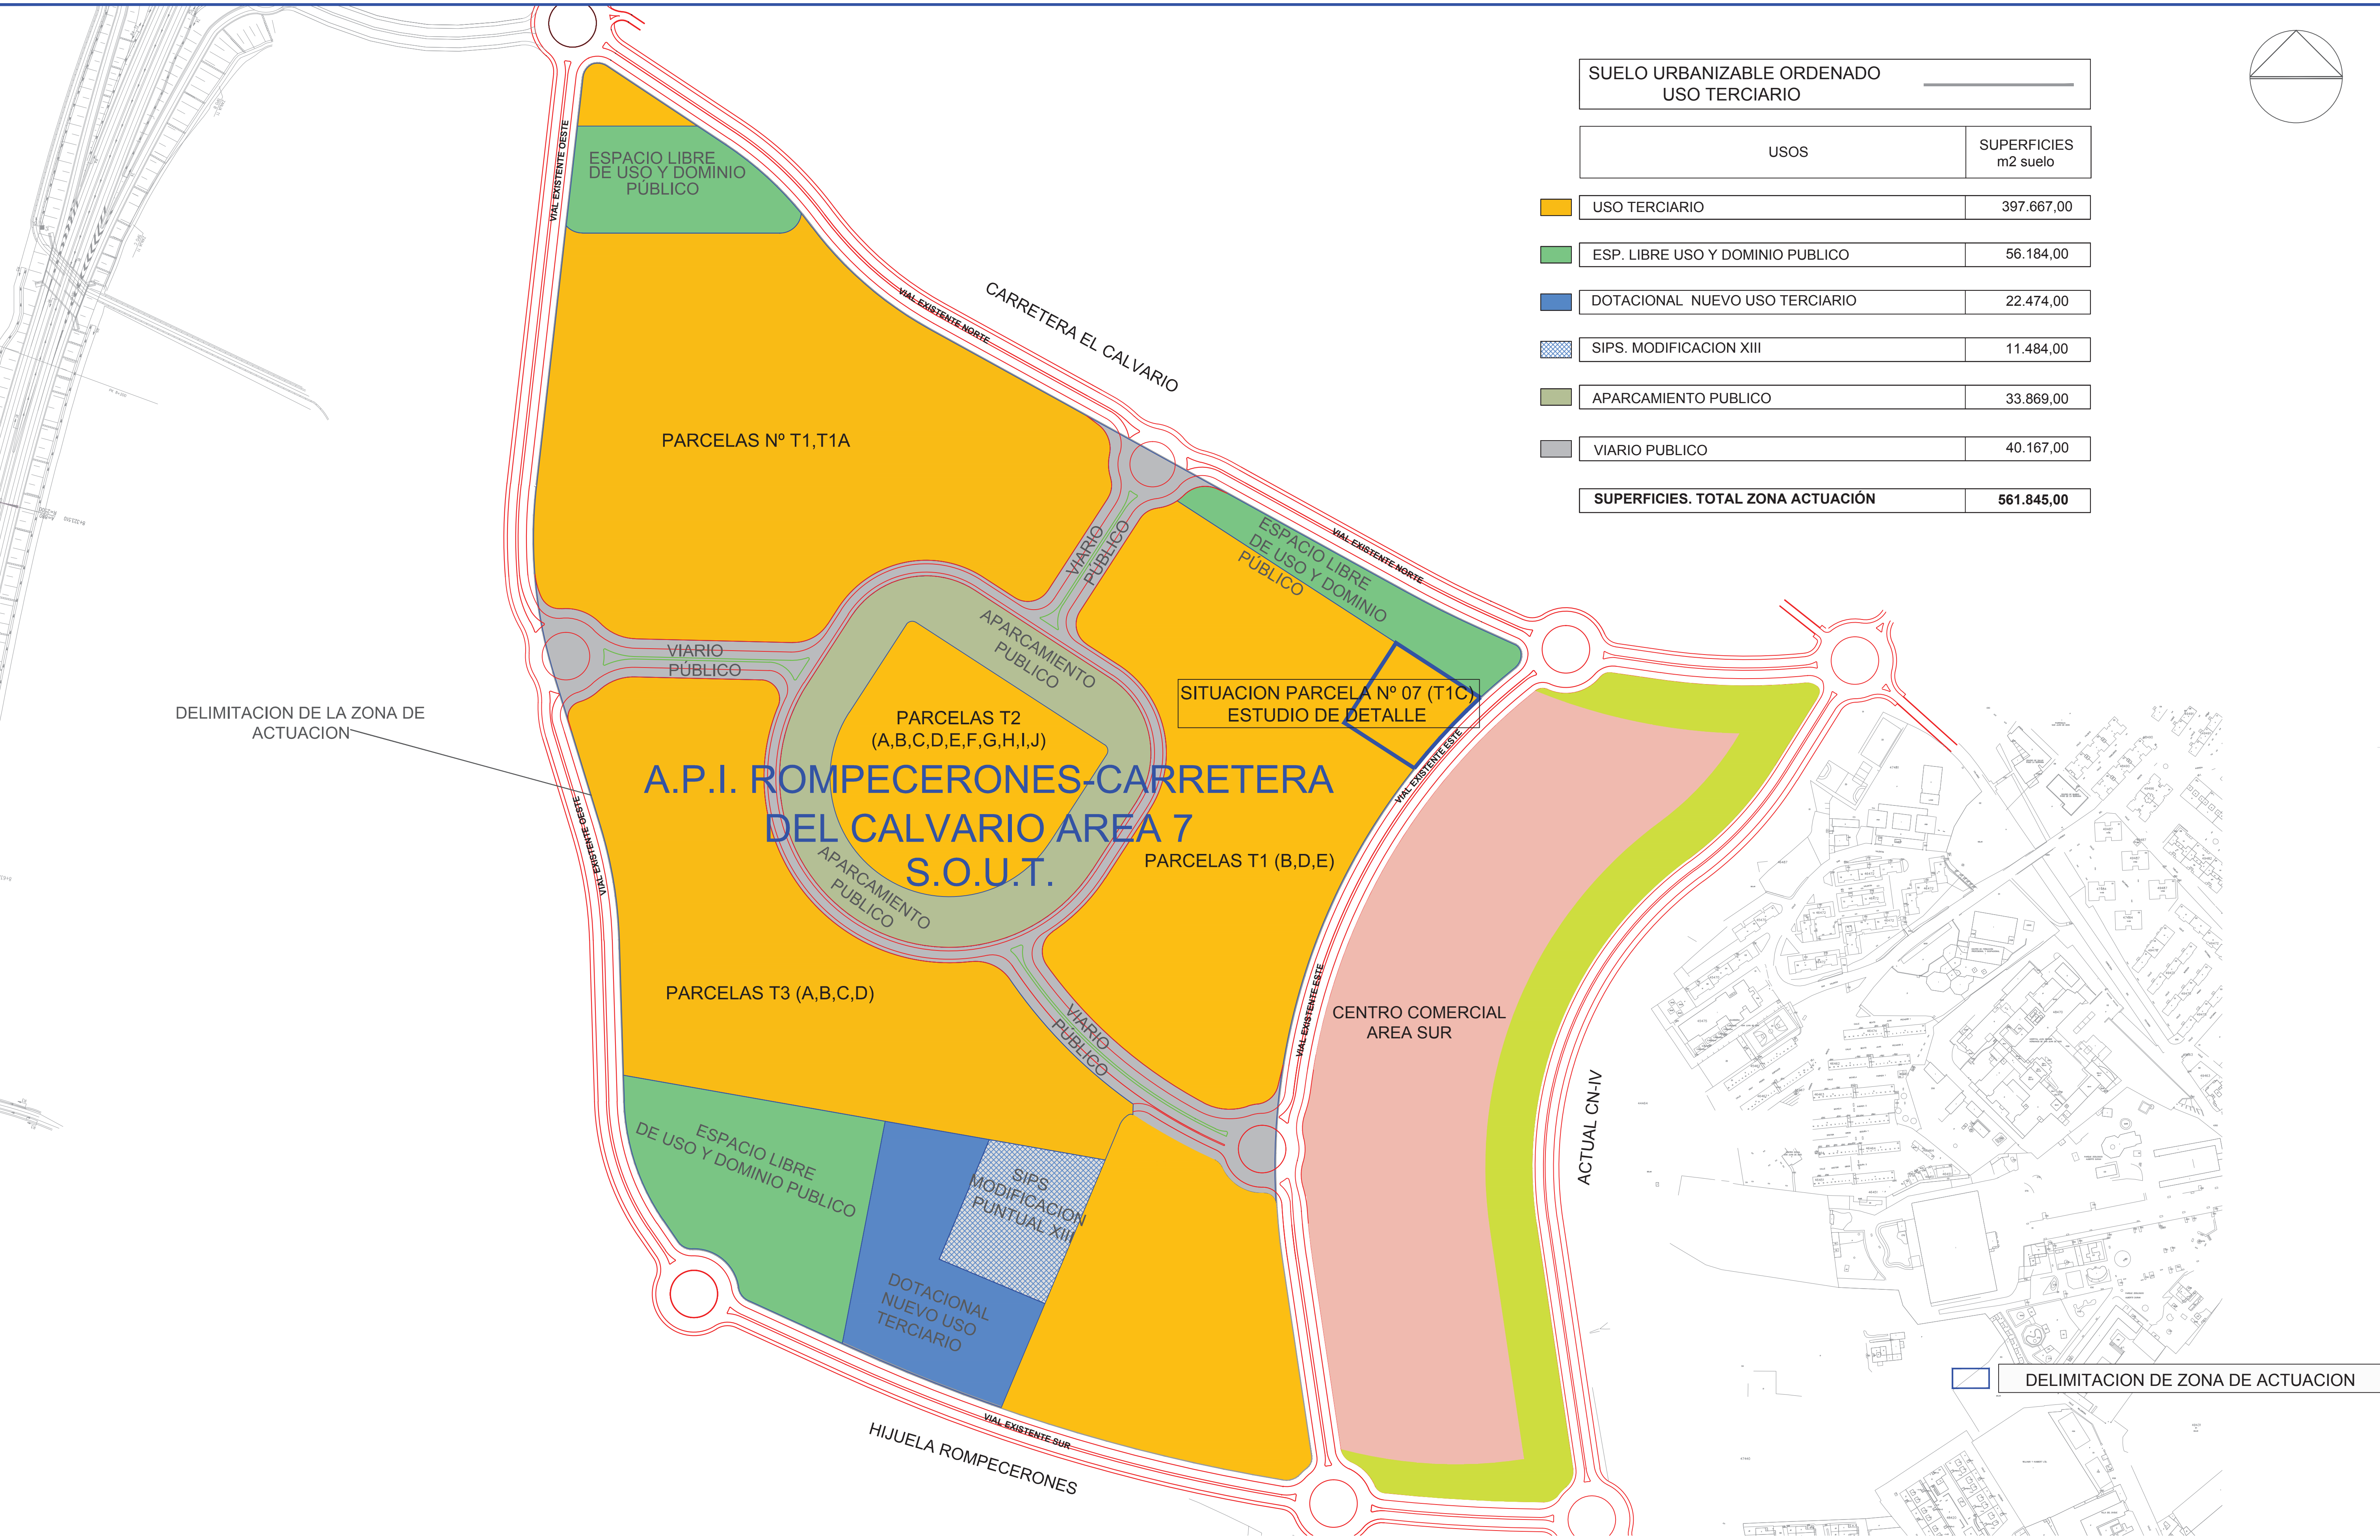 SUELO URBANIZABLE ORDENADO
USO TERCIARIO
USOS
SUPERFICIES
m2 suelo
USO TERCIARIO 397.667,00
ESP. LIBRE USO Y DOMINIO PUBLICO 56.184,00
DOTACIONAL NUEVO USO TERCIARIO 22.474,00
SIPS. MODIFICACION XIII 11.484,00
APARCAMIENTO PUBLICO 33.869,00
VIARIO PUBLICO 40.167,00
SUPERFICIES. TOTAL ZONA ACTUACIÓN 561.845,00
VIAL EXISTENTE OESTE
ESPACIO LIBRE
DE USO Y DOMINIO
PÚBLICO
VIAL EXISTENTE NORTE
CARRETERA EL CALVARIO
PARCELAS Nº T1,T1A
VIARIO
PÚBLICO
ESPACIO LIBRE
DE USO Y DOMINIO
PÚBLICO
VIAL EXISTENTE NORTE
VIARIO
PÚBLICO
APARCAMIENTO
PUBLICO
SITUACION PARCELA Nº 07 (T1C)
ESTUDIO DE DETALLE
DELIMITACION DE LA ZONA DE
ACTUACION
PARCELAS T2
(A,B,C,D,E,F,G,H,I,J)
VIAL EXISTENTE ESTE
A.P.I. ROMPECERONES-CARRETERA
DEL CALVARIO AREA 7
S.O.U.T.
VIAL EXISTENTE OESTE
APARCAMIENTO
PUBLICO
PARCELAS T1 (B,D,E)
PARCELAS T3 (A,B,C,D)
VIARIO
PÚBLICO
VIAL EXISTENTE ESTE
CENTRO COMERCIAL
AREA SUR
ACTUAL CN-IV
ESPACIO LIBRE
DE USO Y DOMINIO PUBLICO
SIPS
MODIFICACION
PUNTUAL XIII
DOTACIONAL
NUEVO USO
TERCIARIO
VIAL EXISTENTE SUR
HIJUELA ROMPECERONES
DELIMITACION DE ZONA DE ACTUACION